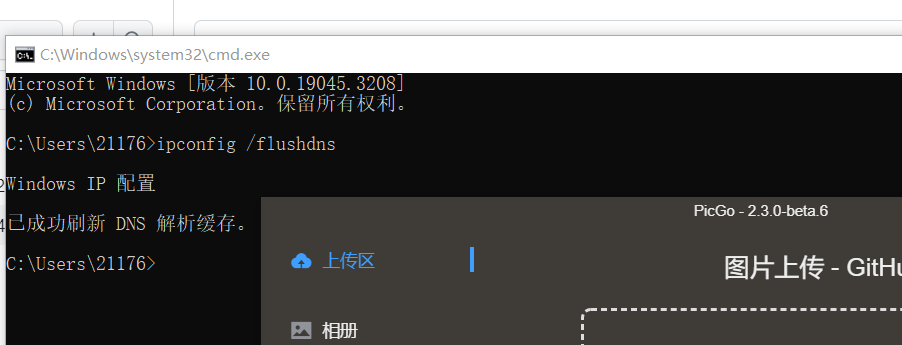 C:\Windows\system32\cmd.exe
Microsoft Windows [版本 10.0.19045.3208]
(c) Microsoft Corporation。保留所有权利。
C:\Users\21176>ipconfig /flushdns
Windows IP 配置
已成功刷新 DNS 解析缓存。
C:\Users\21176>
PicGo - 2.3.0-beta.6
上传区
图片上传 - GitHu
相册